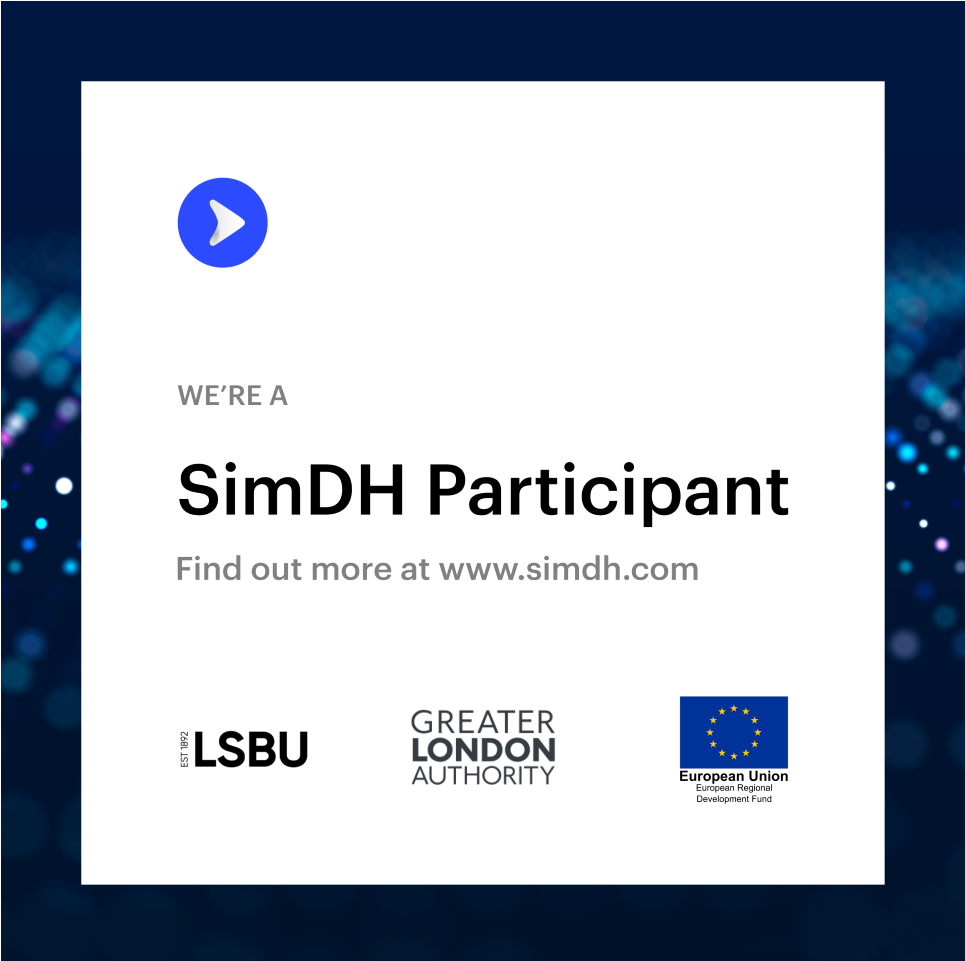 WE’RE A
SimDH Participant
Find out more at www.simdh.com
EST 1892
LSBU
GREATER
LONDON
AUTHORITY
European Union
European Regional
Development Fund